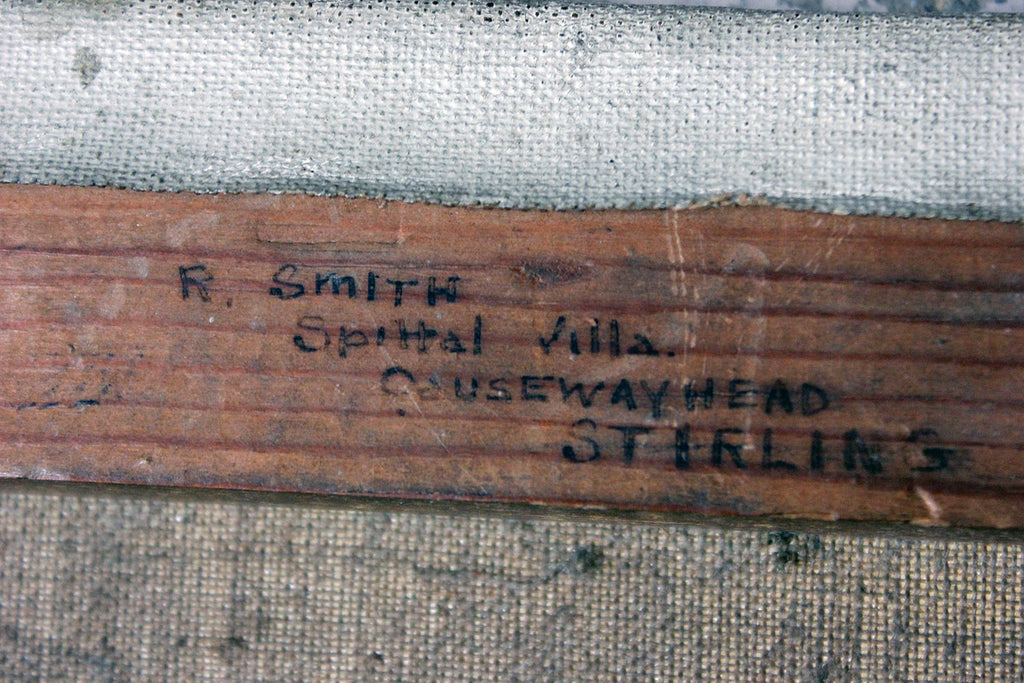 R. SMITH
Spittal Villa.
CAUSEWAYHEAD
STIRLING